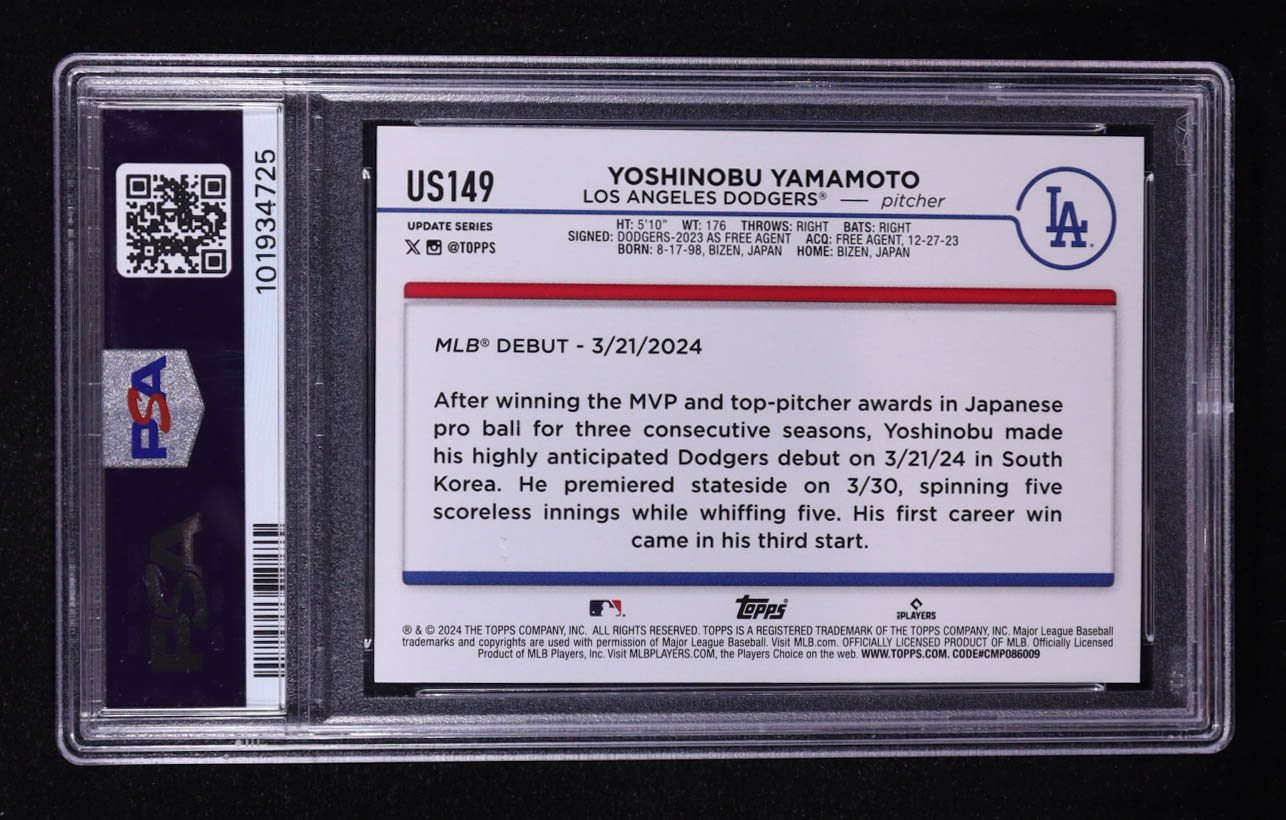 101934725
PSA
PSA
US149
YOSHINOBU YAMAMOTO
LOS ANGELES DODGERS® — pitcher
LA
UPDATE SERIES
@TOPPS
HT: 5'10" WT: 176 THROWS: RIGHT BATS: RIGHT
SIGNED: DODGERS-2023 AS FREE AGENT ACQ: FREE AGENT, 12-27-23
BORN: 8-17-98, BIZEN, JAPAN HOME: BIZEN, JAPAN
MLB® DEBUT - 3/21/2024
After winning the MVP and top-pitcher awards in Japanese
pro ball for three consecutive seasons, Yoshinobu made
his highly anticipated Dodgers debut on 3/21/24 in South
Korea. He premiered stateside on 3/30, spinning five
scoreless innings while whiffing five. His first career win
came in his third start.
Topps®
PLAYERS
® & © 2024 THE TOPPS COMPANY, INC. ALL RIGHTS RESERVED. TOPPS IS A REGISTERED TRADEMARK OF THE TOPPS COMPANY, INC. Major League Baseball
trademarks and copyrights are used with permission of Major League Baseball. Visit MLB.com. OFFICIALLY LICENSED PRODUCT OF MLB. Officially Licensed
Product of MLB Players, Inc. Visit MLBPLAYERS.COM, the Players Choice on the web. WWW.TOPPS.COM. CODE#CMP086009